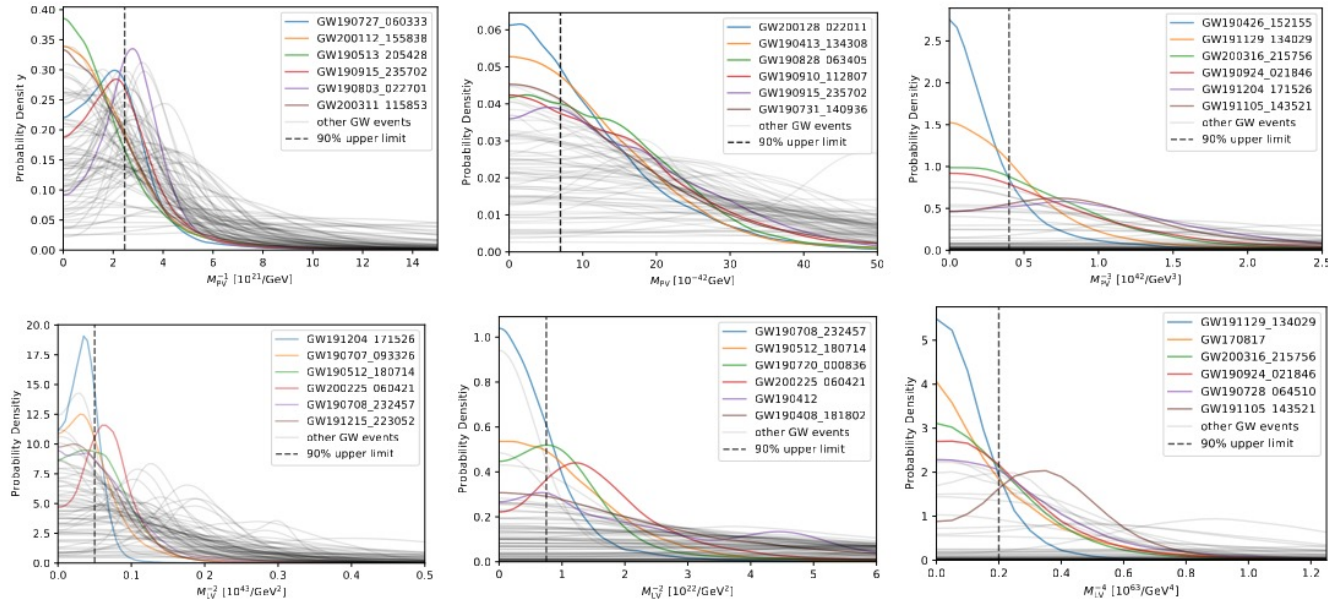 0.40
0.35
0.30
0.25
0.20
0.15
0.10
0.05
0.00
Probability Density
0 2 4 6 8 10 12 14
M_PV^-1 [10^21/GeV]
GW190727_060333
GW200112_155838
GW190513_205428
GW190915_235702
GW190803_022701
GW200311_115853
other GW events
90% upper limit
0.06
0.05
0.04
0.03
0.02
0.01
0.00
Probability Density
0 10 20 30 40 50
M_PV [10^-42GeV]
GW200128_022011
GW190413_134308
GW190828_063405
GW190910_112807
GW190915_235702
GW190731_140936
other GW events
90% upper limit
2.5
2.0
1.5
1.0
0.5
0.0
Probability Density
0.0 0.5 1.0 1.5 2.0 2.5
M_PV^-3 [10^42/GeV^3]
GW190426_152155
GW191129_134029
GW200316_215756
GW190924_021846
GW191204_171526
GW191105_143521
other GW events
90% upper limit
20.0
17.5
15.0
12.5
10.0
7.5
5.0
2.5
0.0
Probability Densitiy
0.0 0.1 0.2 0.3 0.4 0.5
M_LV^-2 [10^43/GeV^2]
GW191204_171526
GW190707_093326
GW190512_180714
GW200225_060421
GW190708_232457
GW191215_223052
other GW events
90% upper limit
1.0
0.8
0.6
0.4
0.2
0.0
Probability Densitiy
0 1 2 3 4 5 6
M_LV^-2 [10^22/GeV^2]
GW190708_232457
GW190512_180714
GW190720_000836
GW200225_060421
GW190412
GW190408_181802
other GW events
90% upper limit
5
4
3
2
1
0
Probability Densitiy
0.0 0.2 0.4 0.6 0.8 1.0 1.2
M_LV^-4 [10^63/GeV^4]
GW191129_134029
GW170817
GW200316_215756
GW190924_021846
GW190728_064510
GW191105_143521
other GW events
90% upper limit